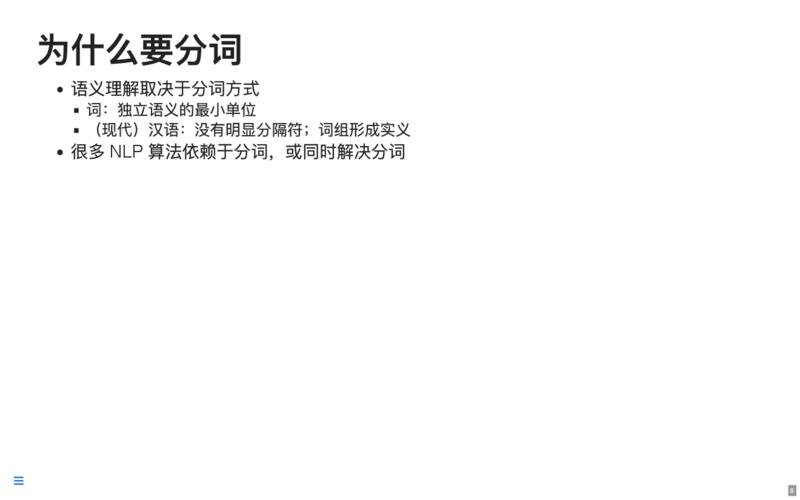 为什么要分词
语义理解取决于分词方式
词：独立语义的最小单位
（现代）汉语：没有明显分隔符；词组形成实义
很多 NLP 算法依赖于分词，或同时解决分词